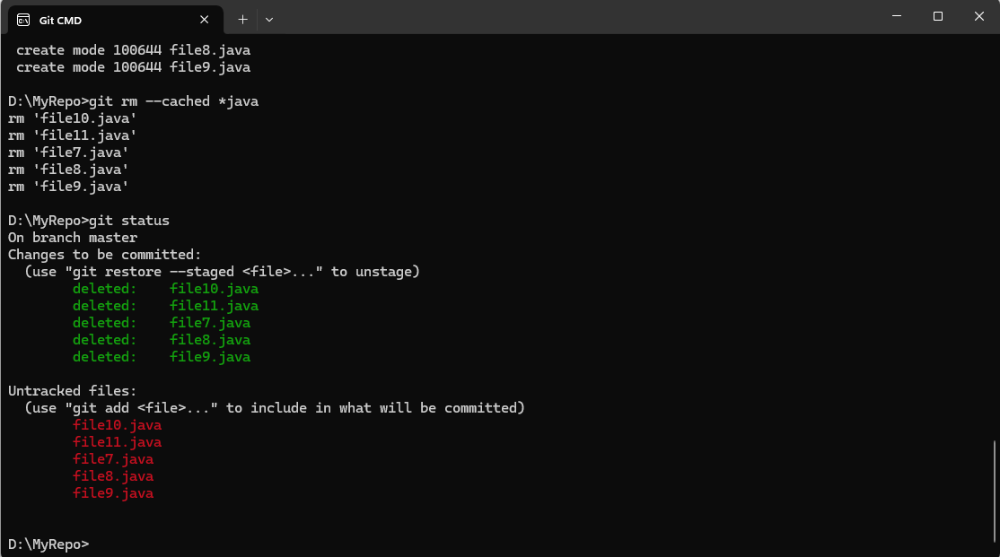 Git CMD
create mode 100644 file8.java
create mode 100644 file9.java
D:\MyRepo>git rm --cached *java
rm 'file10.java'
rm 'file11.java'
rm 'file7.java'
rm 'file8.java'
rm 'file9.java'
D:\MyRepo>git status
On branch master
Changes to be committed:
(use "git restore --staged <file>..." to unstage)
deleted: file10.java
deleted: file11.java
deleted: file7.java
deleted: file8.java
deleted: file9.java
Untracked files:
(use "git add <file>..." to include in what will be committed)
file10.java
file11.java
file7.java
file8.java
file9.java
D:\MyRepo>